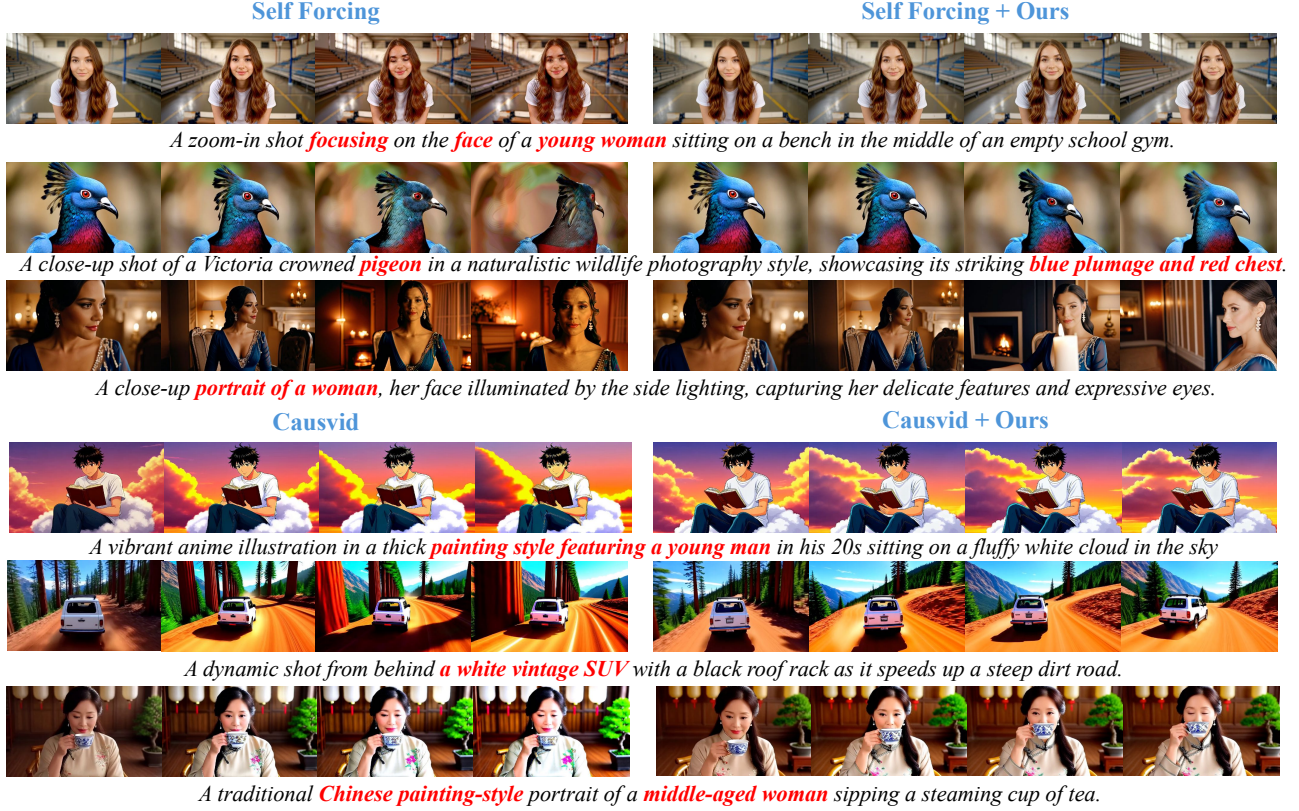 Self Forcing
Self Forcing + Ours
A zoom-in shot focusing on the face of a young woman sitting on a bench in the middle of an empty school gym.
A close-up shot of a Victoria crowned pigeon in a naturalistic wildlife photography style, showcasing its striking blue plumage and red chest.
A close-up portrait of a woman, her face illuminated by the side lighting, capturing her delicate features and expressive eyes.
Causvid
Causvid + Ours
A vibrant anime illustration in a thick painting style featuring a young man in his 20s sitting on a fluffy white cloud in the sky
A dynamic shot from behind a white vintage SUV with a black roof rack as it speeds up a steep dirt road.
A traditional Chinese painting-style portrait of a middle-aged woman sipping a steaming cup of tea.